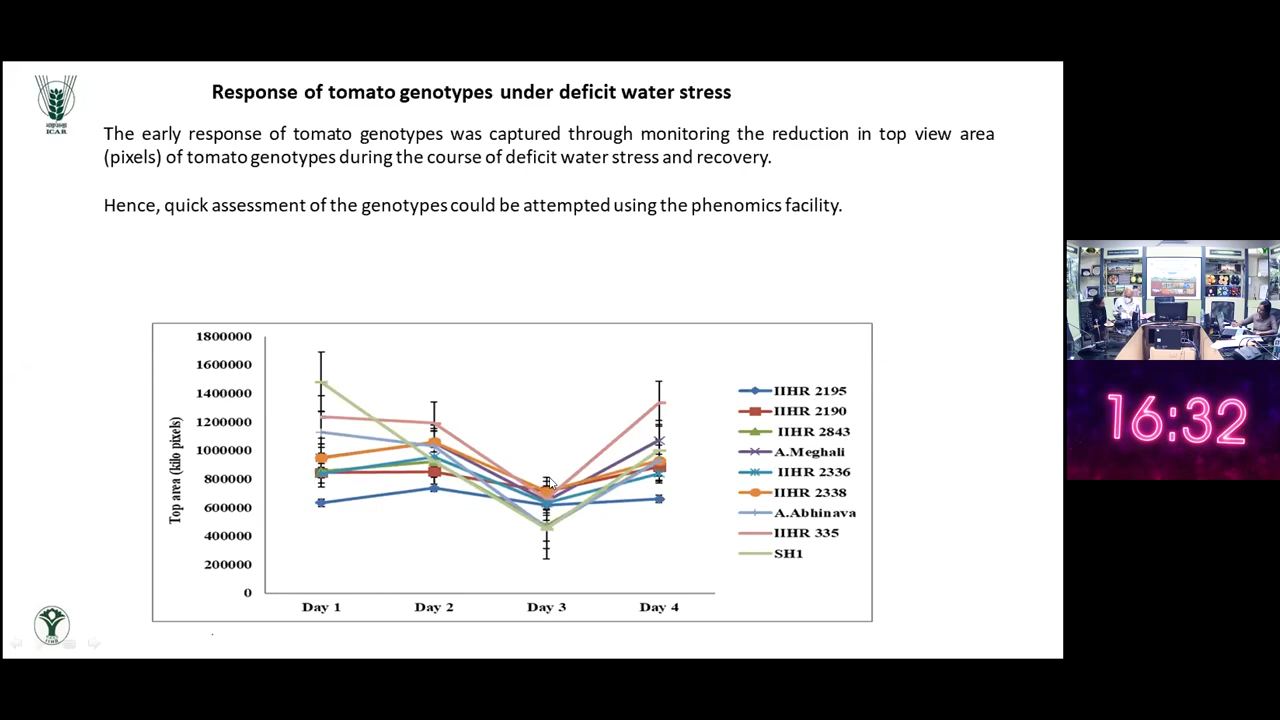 Response of tomato genotypes under deficit water stress
The early response of tomato genotypes was captured through monitoring the reduction in top view area
(pixels) of tomato genotypes during the course of deficit water stress and recovery.
Hence, quick assessment of the genotypes could be attempted using the phenomics facility.
ICAR
Top area (kilo pixels)
1800000
1600000
1400000
1200000
1000000
800000
600000
400000
200000
0
Day 1 Day 2 Day 3 Day 4
IIHR 2195
IIHR 2190
IIHR 2843
A.Meghali
IIHR 2336
IIHR 2338
A.Abhinava
IIHR 335
SH1
16:32